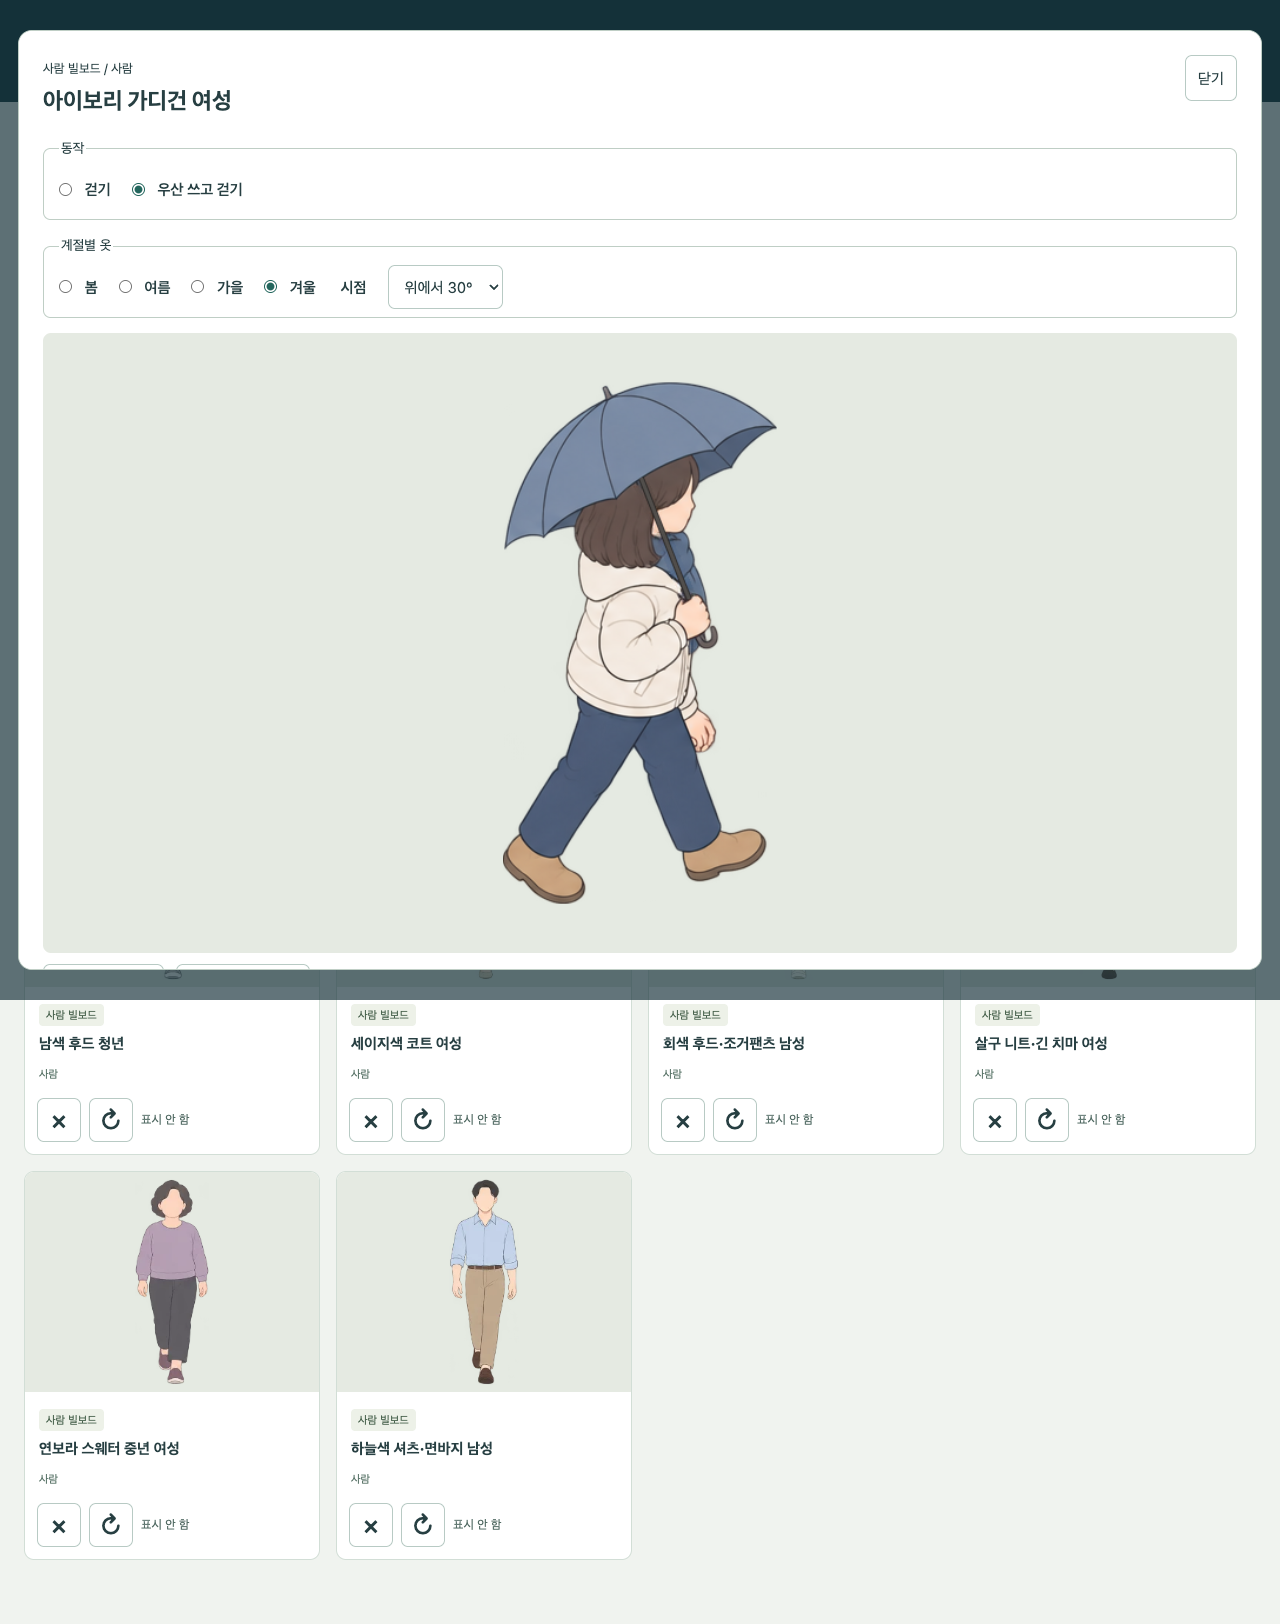 사람 빌보드 / 사람
닫기
아이보리 가디건 여성
동작
걷기 우산 쓰고 걷기
계절별 옷
봄 여름 가을 겨울 시점 위에서 30°
사람 빌보드
남색 후드 청년
사람
표시 안 함
사람 빌보드
세이지색 코트 여성
사람
표시 안 함
사람 빌보드
회색 후드·조거팬츠 남성
사람
표시 안 함
사람 빌보드
살구 니트·긴 치마 여성
사람
표시 안 함
사람 빌보드
연보라 스웨터 중년 여성
사람
표시 안 함
사람 빌보드
하늘색 셔츠·면바지 남성
사람
표시 안 함